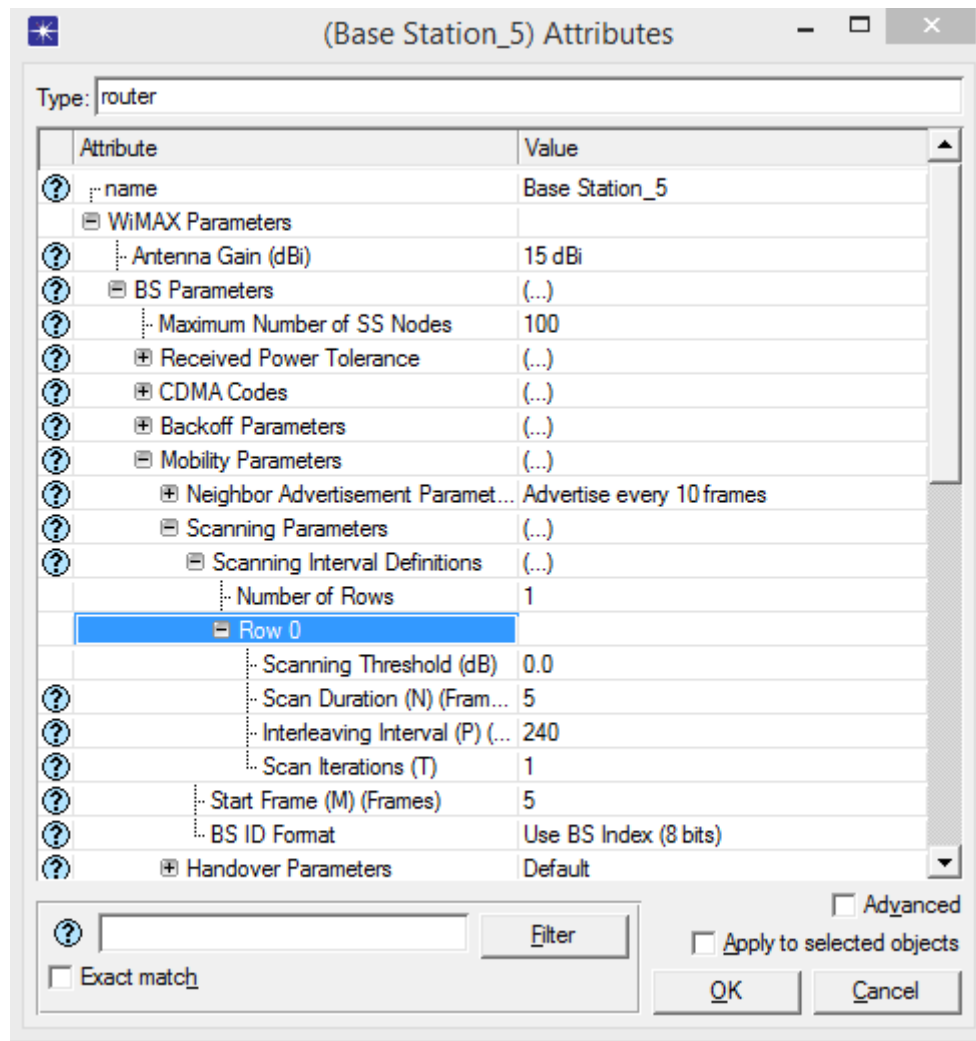 (Base Station_5) Attributes
Type: router
Attribute Value
name Base Station_5
WiMAX Parameters
Antenna Gain (dBi) 15 dBi
BS Parameters (...)
Maximum Number of SS Nodes 100
Received Power Tolerance (...)
CDMA Codes (...)
Backoff Parameters (...)
Mobility Parameters (...)
Neighbor Advertisement Paramet... Advertise every 10 frames
Scanning Parameters (...)
Scanning Interval Definitions (...)
Number of Rows 1
Row 0
Scanning Threshold (dB) 0.0
Scan Duration (N) (Fram... 5
Interleaving Interval (P) (... 240
Scan Iterations (T) 1
Start Frame (M) (Frames) 5
BS ID Format Use BS Index (8 bits)
Handover Parameters Default
Advanced
Filter
Apply to selected objects
Exact match
OK Cancel